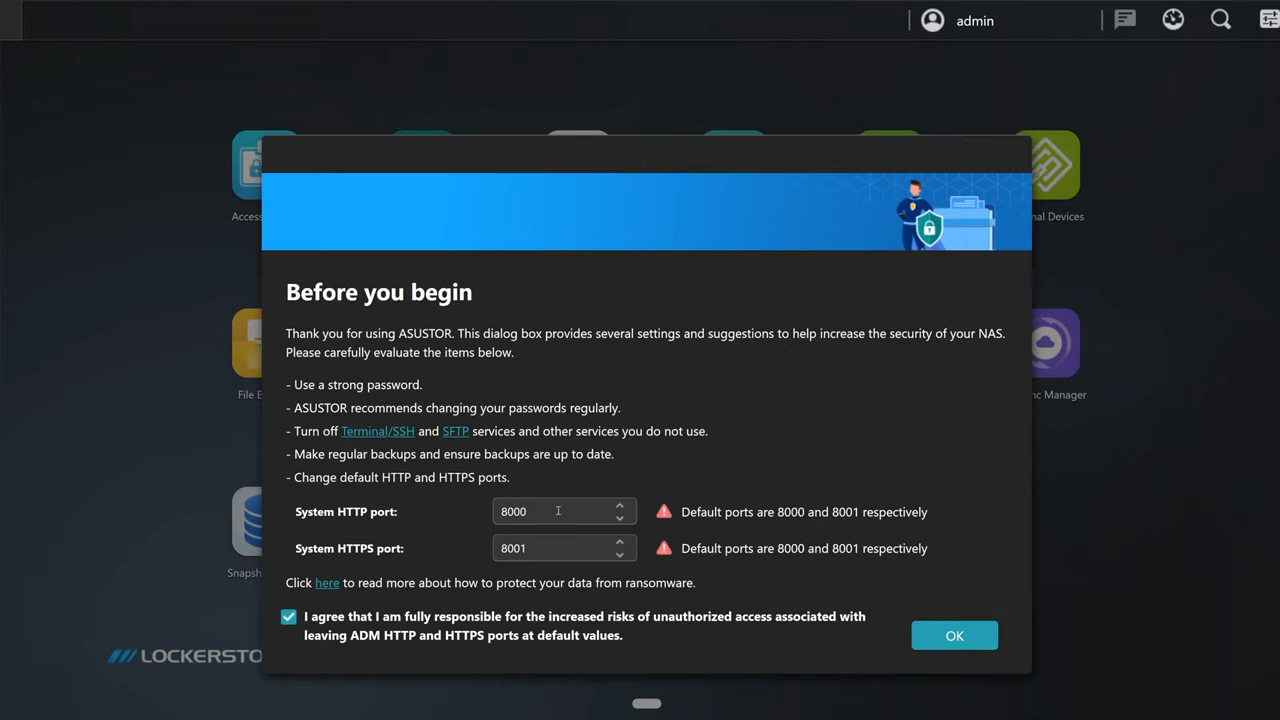 admin
Access
nal Devices
Before you begin
Thank you for using ASUSTOR. This dialog box provides several settings and suggestions to help increase the security of your NAS.
Please carefully evaluate the items below.
- Use a strong password.
- ASUSTOR recommends changing your passwords regularly.
- Turn off Terminal/SSH and SFTP services and other services you do not use.
- Make regular backups and ensure backups are up to date.
- Change default HTTP and HTTPS ports.
File E
nc Manager
System HTTP port: 8000 Default ports are 8000 and 8001 respectively
System HTTPS port: 8001 Default ports are 8000 and 8001 respectively
Snapsh
Click here to read more about how to protect your data from ransomware.
I agree that I am fully responsible for the increased risks of unauthorized access associated with
leaving ADM HTTP and HTTPS ports at default values.
OK
LOCKERSTO